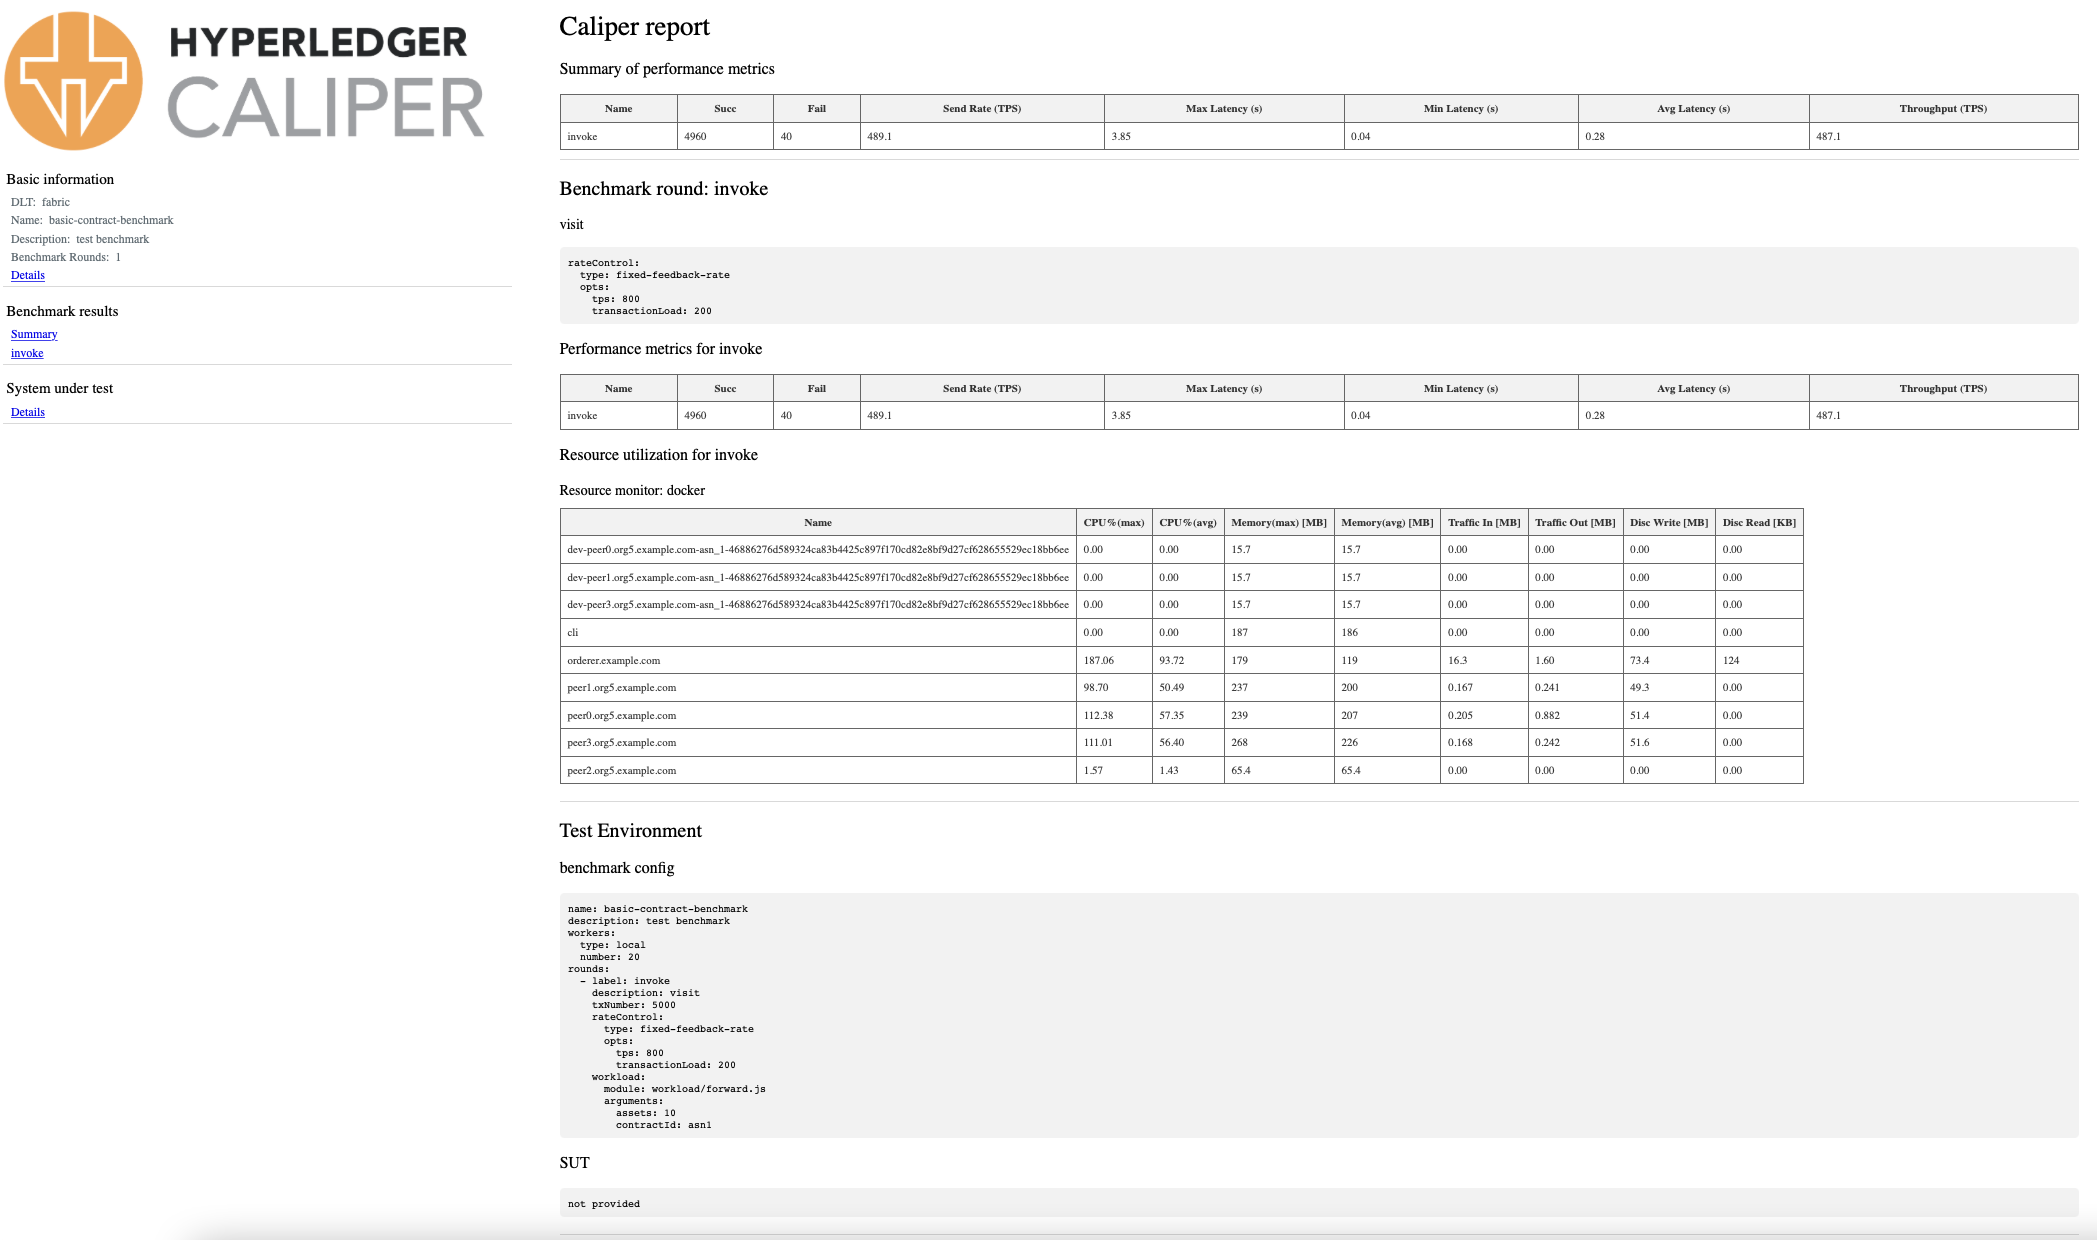 HYPERLEDGER
CALIPER
Basic information
DLT: fabric
Name: basic-contract-benchmark
Description: test benchmark
Benchmark Rounds: 1
Details
Benchmark results
Summary
invoke
System under test
Details
Caliper report
Summary of performance metrics
Name Succ Fail Send Rate (TPS) Max Latency (s) Min Latency (s) Avg Latency (s) Throughput (TPS)
invoke 4960 40 489.1 3.85 0.04 0.28 487.1
Benchmark round: invoke
visit
rateControl:
type: fixed-feedback-rate
opts:
tps: 800
transactionLoad: 200
Performance metrics for invoke
Name Succ Fail Send Rate (TPS) Max Latency (s) Min Latency (s) Avg Latency (s) Throughput (TPS)
invoke 4960 40 489.1 3.85 0.04 0.28 487.1
Resource utilization for invoke
Resource monitor: docker
Name CPU%(max) CPU%(avg) Memory(max) [MB] Memory(avg) [MB] Traffic In [MB] Traffic Out [MB] Disc Write [MB] Disc Read [KB]
dev-peer0.org5.example.com-asn_1-46886276d589324ca83b4425c897f170cd82e8bf9d27cf628655529ec18bb6ee 0.00 0.00 15.7 15.7 0.00 0.00 0.00 0.00
dev-peer1.org5.example.com-asn_1-46886276d589324ca83b4425c897f170cd82e8bf9d27cf628655529ec18bb6ee 0.00 0.00 15.7 15.7 0.00 0.00 0.00 0.00
dev-peer3.org5.example.com-asn_1-46886276d589324ca83b4425c897f170cd82e8bf9d27cf628655529ec18bb6ee 0.00 0.00 15.7 15.7 0.00 0.00 0.00 0.00
cli 0.00 0.00 187 186 0.00 0.00 0.00 0.00
orderer.example.com 187.06 93.72 179 119 16.3 1.60 73.4 124
peer1.org5.example.com 98.70 50.49 237 200 0.167 0.241 49.3 0.00
peer0.org5.example.com 112.38 57.35 239 207 0.205 0.882 51.4 0.00
peer3.org5.example.com 111.01 56.40 268 226 0.168 0.242 51.6 0.00
peer2.org5.example.com 1.57 1.43 65.4 65.4 0.00 0.00 0.00 0.00
Test Environment
benchmark config
name: basic-contract-benchmark
description: test benchmark
workers:
type: local
number: 20
rounds:
- label: invoke
description: visit
txNumber: 5000
rateControl:
type: fixed-feedback-rate
opts:
tps: 800
transactionLoad: 200
workload:
module: workload/forward.js
arguments:
assets: 10
contractId: asn1
SUT
not provided